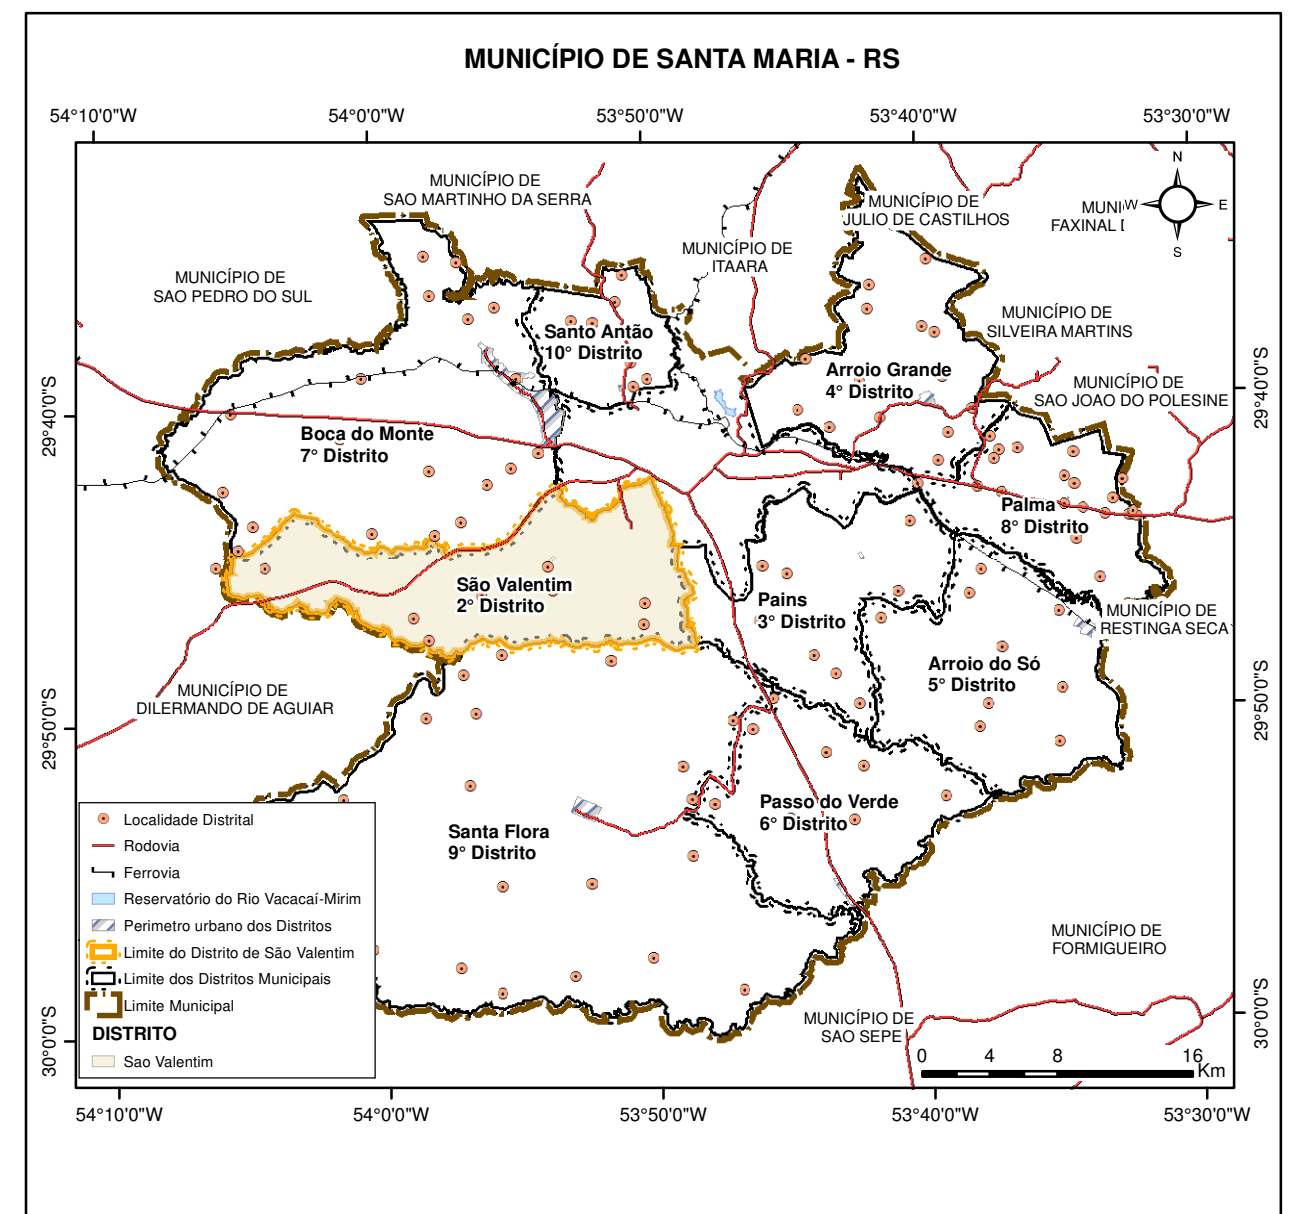 MUNICÍPIO DE SANTA MARIA - RS
54°10'0"W 54°0'0"W 53°50'0"W 53°40'0"W 53°30'0"W
N
W E
S
MUNICÍPIO DE
SAO MARTINHO DA SERRA
MUNICÍPIO DE
JULIO DE CASTILHOS
FAXINAL
MUNICÍPIO DE
ITAARA
MUNICÍPIO DE
SAO PEDRO DO SUL
MUNICÍPIO DE
SILVEIRA MARTINS
Santo Antão
10° Distrito
Arroio Grande
4° Distrito
MUNICÍPIO DE
SAO JOAO DO POLESINE
29°40'0"S
29°40'0"S
Boca do Monte
7° Distrito
Palma
8° Distrito
São Valentim
2° Distrito
Pains
3° Distrito
MUNICÍPIO DE
RESTINGA SECA
Arroio do Só
5° Distrito
MUNICÍPIO DE
DILERMANDO DE AGUIAR
29°50'0"S
29°50'0"S
Passo do Verde
6° Distrito
Santa Flora
9° Distrito
MUNICÍPIO DE
FORMIGUEIRO
MUNICÍPIO DE
SAO SEPE
30°0'0"S
30°0'0"S
Localidade Distrital
Rodovia
Ferrovia
Reservatório do Rio Vacacaí-Mirim
Perimetro urbano dos Distritos
Limite do Distrito de São Valentim
Limite dos Distritos Municipais
Limite Municipal
DISTRITO
Sao Valentim
0 4 8 16
Km
54°10'0"W 54°0'0"W 53°50'0"W 53°40'0"W 53°30'0"W